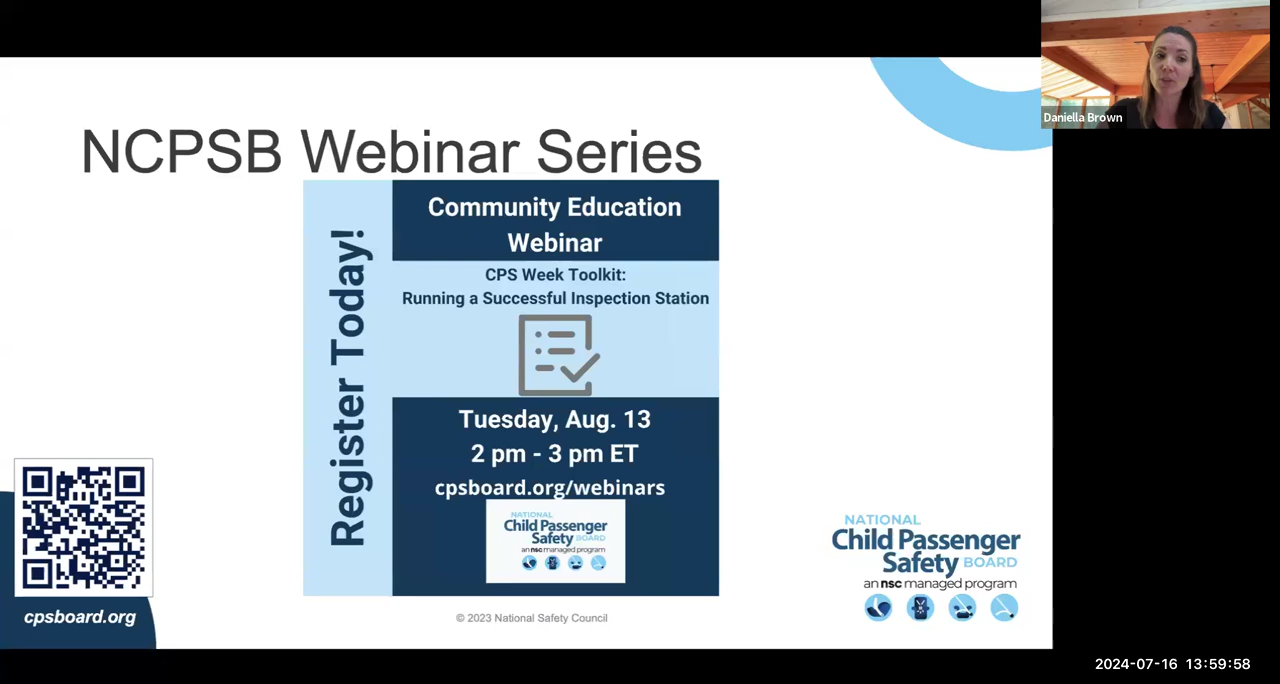 Daniella Brown
NCPSB Webinar Series
Register Today!
Community Education
Webinar
CPS Week Toolkit:
Running a Successful Inspection Station
Tuesday, Aug. 13
2 pm - 3 pm ET
cpsboard.org/webinars
NATIONAL
Child Passenger
Safety BOARD
an nsc managed program
cpsboard.org
© 2023 National Safety Council
NATIONAL
Child Passenger
Safety BOARD
an nsc managed program
2024-07-16 13:59:58